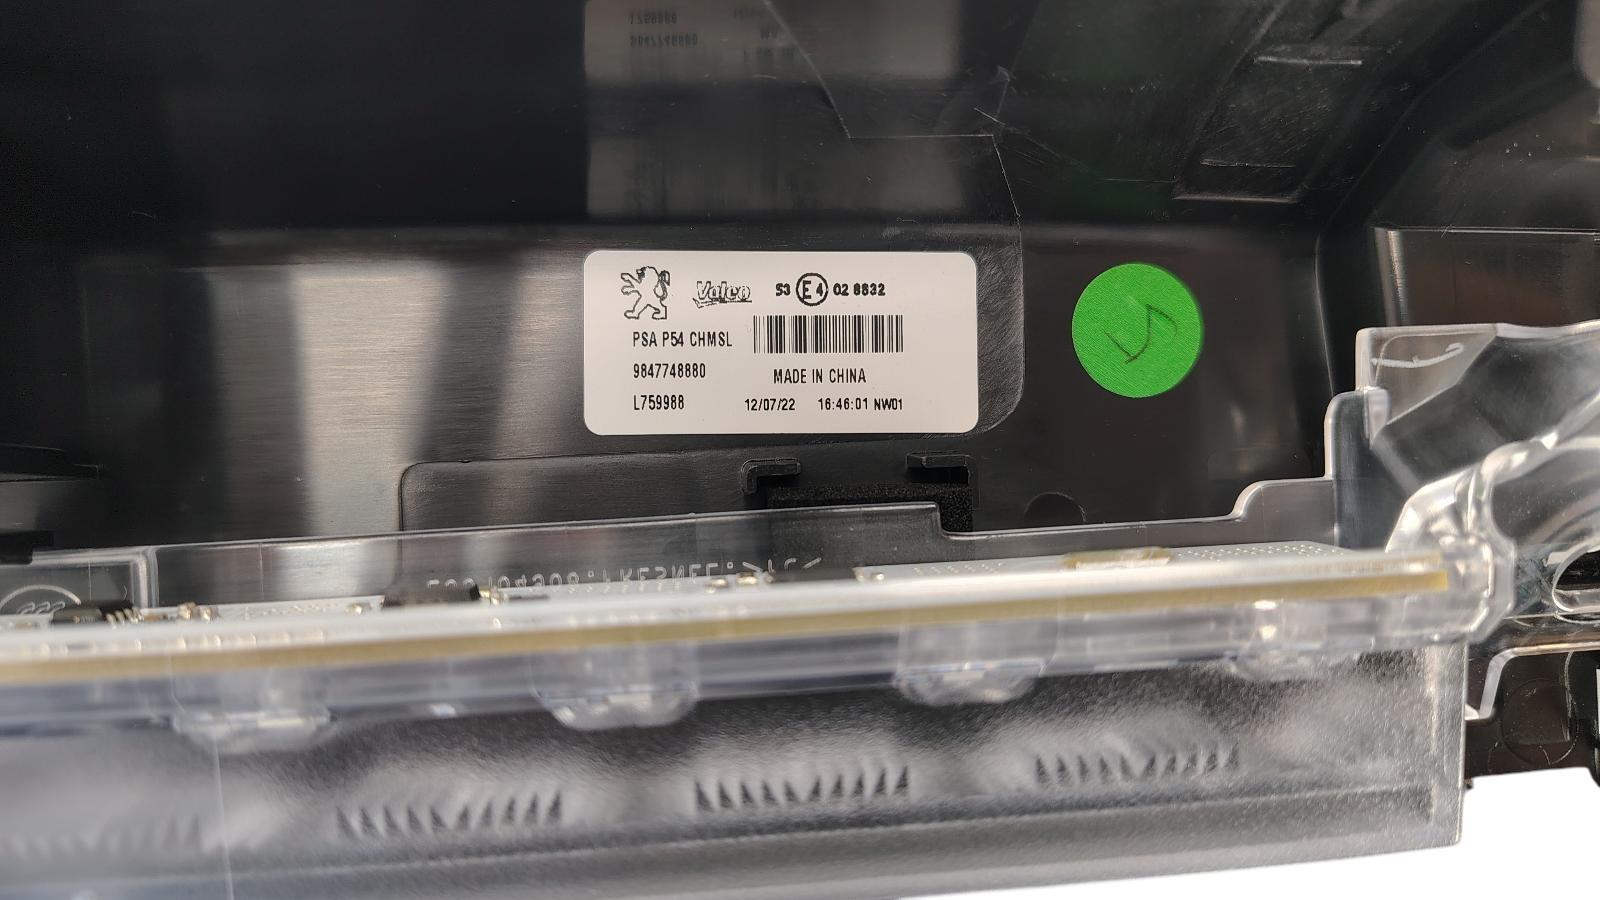 Valeo S3 E4 02 8832
PSA P54 CHMSL
9847748880 MADE IN CHINA
L759988 12/07/22 16:46:01 NW01